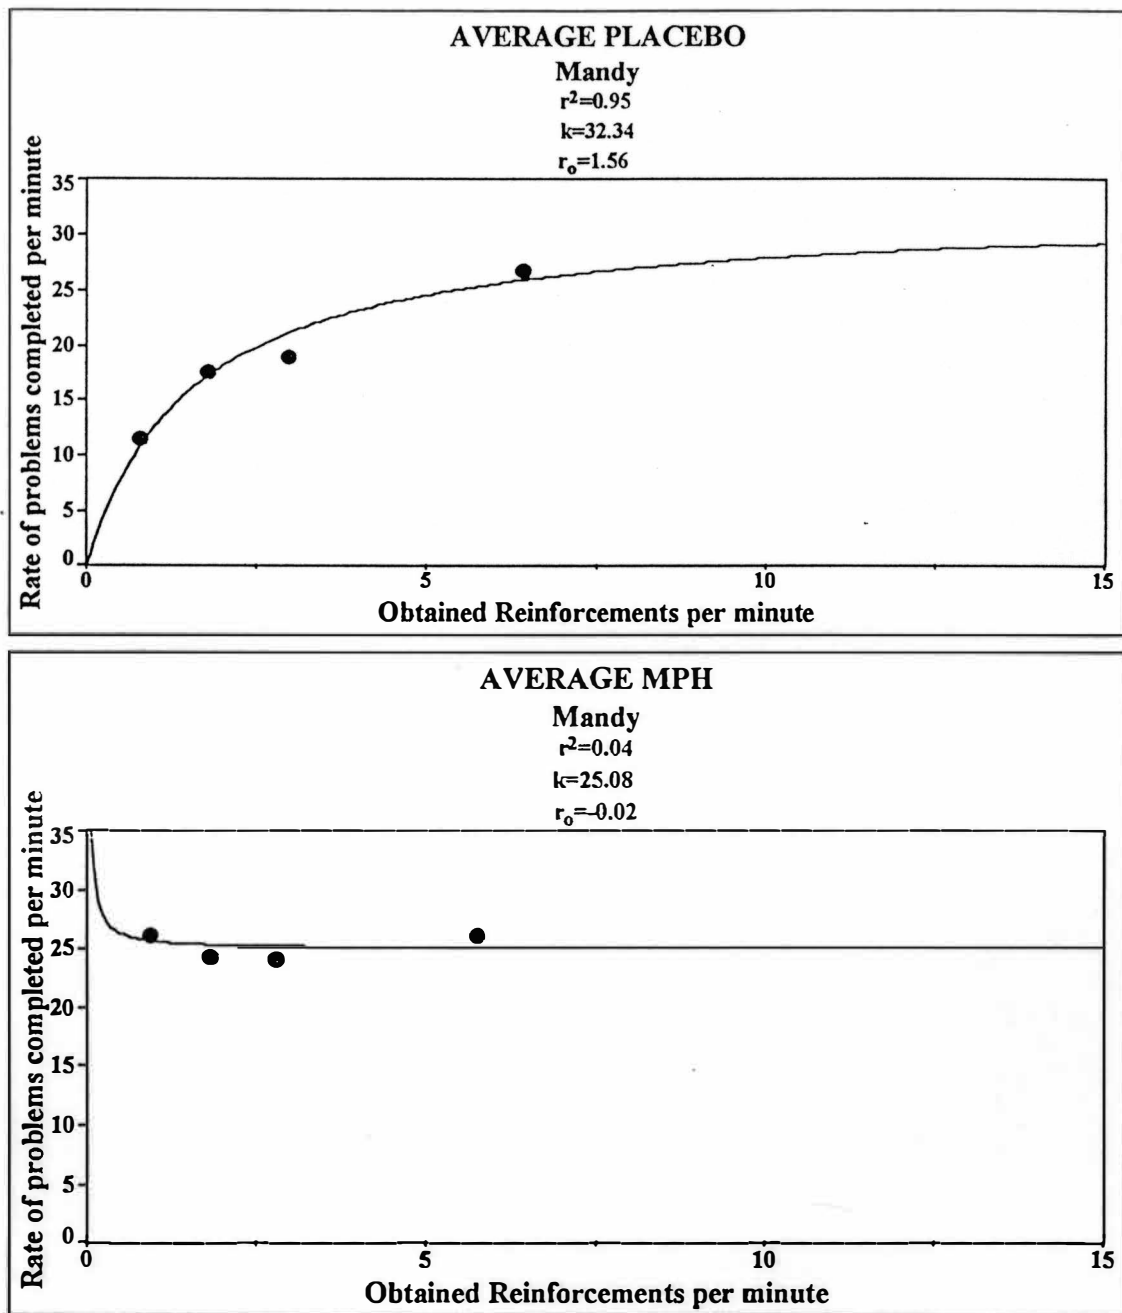 AVERAGE PLACEBO
Mandy
r²=0.95
k=32.34
rₒ=1.56
Rate of problems completed per minute
35
30
25
20
15
10
5
0
0 5 10 15
Obtained Reinforcements per minute
AVERAGE MPH
Mandy
r²=0.04
k=25.08
rₒ=-0.02
Rate of problems completed per minute
35
30
25
20
15
10
5
0
0 5 10 15
Obtained Reinforcements per minute